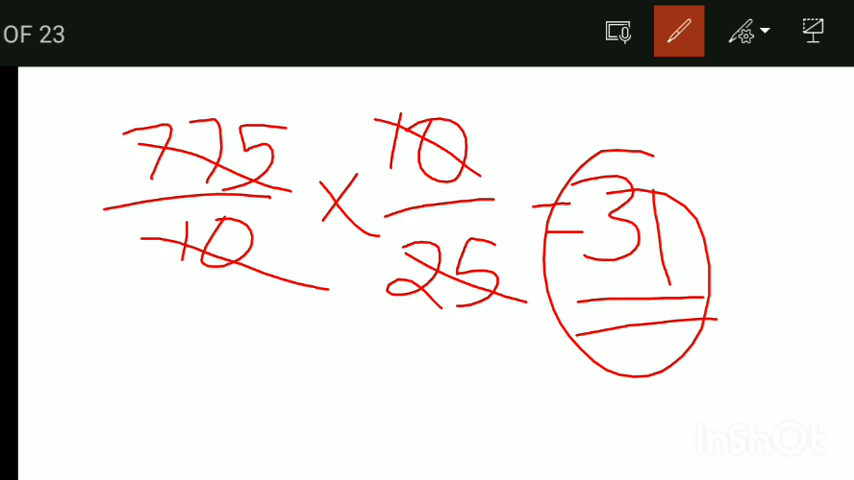 OF 23
775 10
— × — = 31
10 25
InShOt